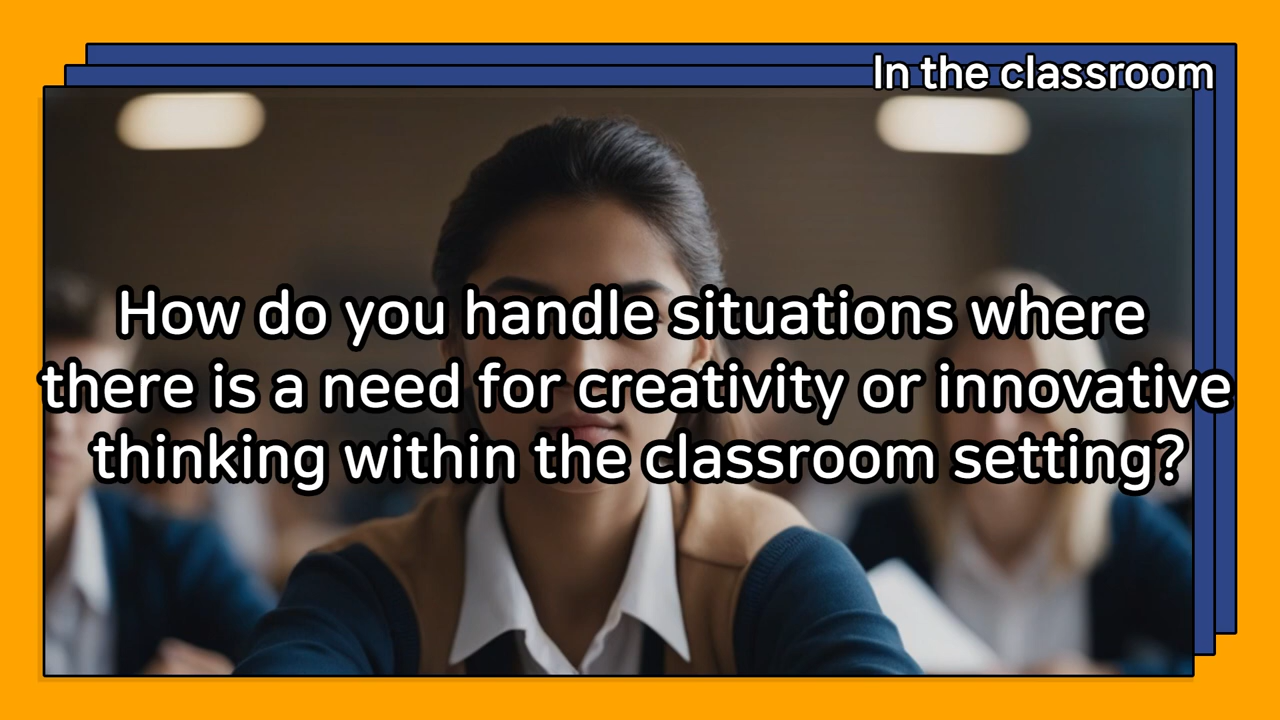 In the classroom
How do you handle situations where
there is a need for creativity or innovative
thinking within the classroom setting?